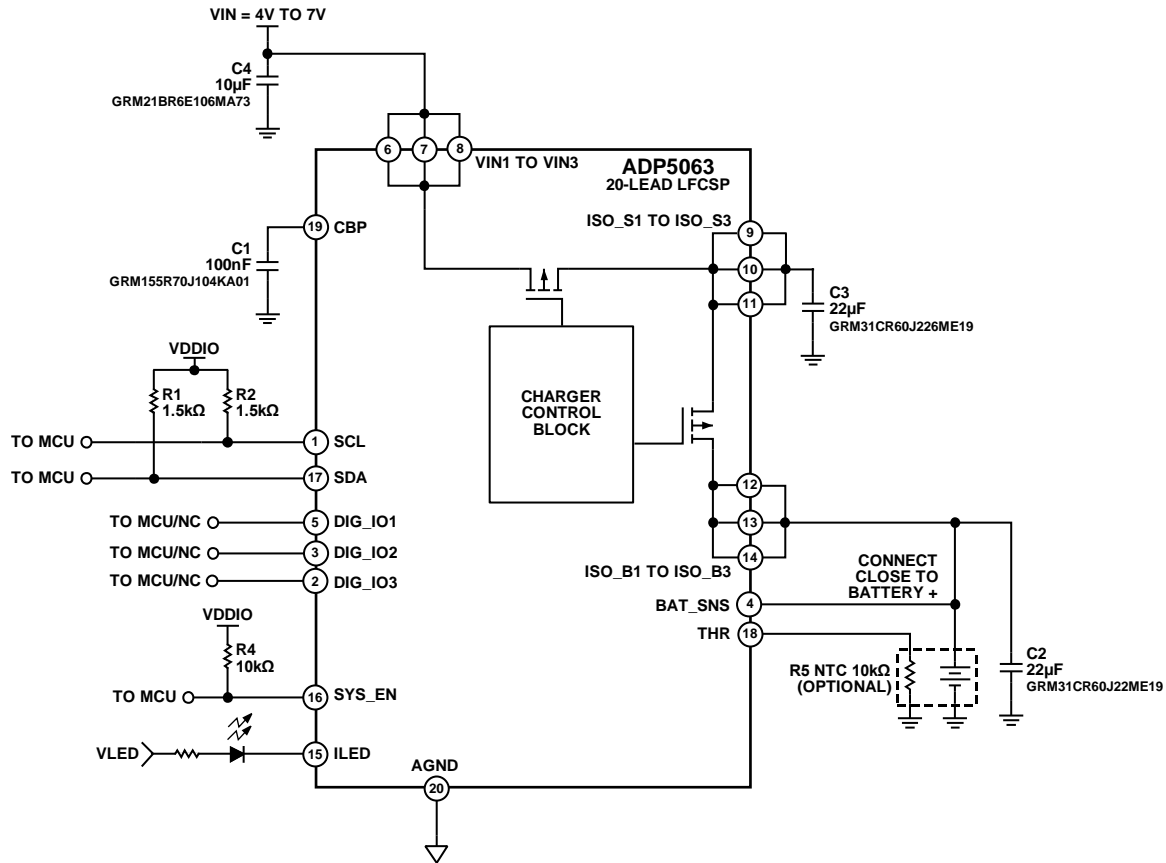 VIN = 4V TO 7V
C4
10µF
GRM21BR6E106MA73
6
7
8
VIN1 TO VIN3
ADP5063
20-LEAD LFCSP
19
CBP
C1
100nF
GRM155R70J104KA01
ISO_S1 TO ISO_S3
9
10
11
C3
22µF
GRM31CR60J226ME19
VDDIO
R1
1.5kΩ
R2
1.5kΩ
CHARGER
CONTROL
BLOCK
TO MCU
1
SCL
TO MCU
17
SDA
TO MCU/NC
5
DIG_IO1
TO MCU/NC
3
DIG_IO2
TO MCU/NC
2
DIG_IO3
12
13
14
ISO_B1 TO ISO_B3
CONNECT
CLOSE TO
BATTERY +
BAT_SNS
4
THR
18
R5 NTC 10kΩ
(OPTIONAL)
C2
22µF
GRM31CR60J22ME19
VDDIO
R4
10kΩ
TO MCU
16
SYS_EN
VLED
15
ILED
AGND
20